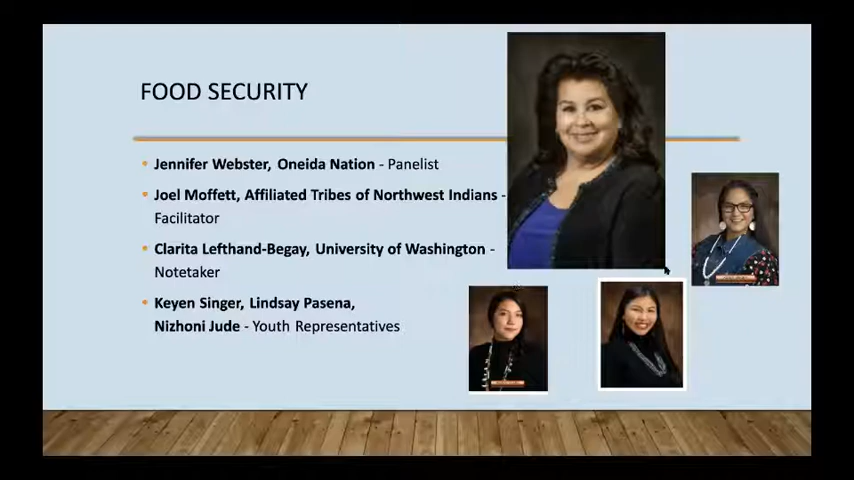 FOOD SECURITY
• Jennifer Webster, Oneida Nation - Panelist
• Joel Moffett, Affiliated Tribes of Northwest Indians -
Facilitator
• Clarita Lefthand-Begay, University of Washington -
Notetaker
• Keyen Singer, Lindsay Pasena,
Nizhoni Jude - Youth Representatives